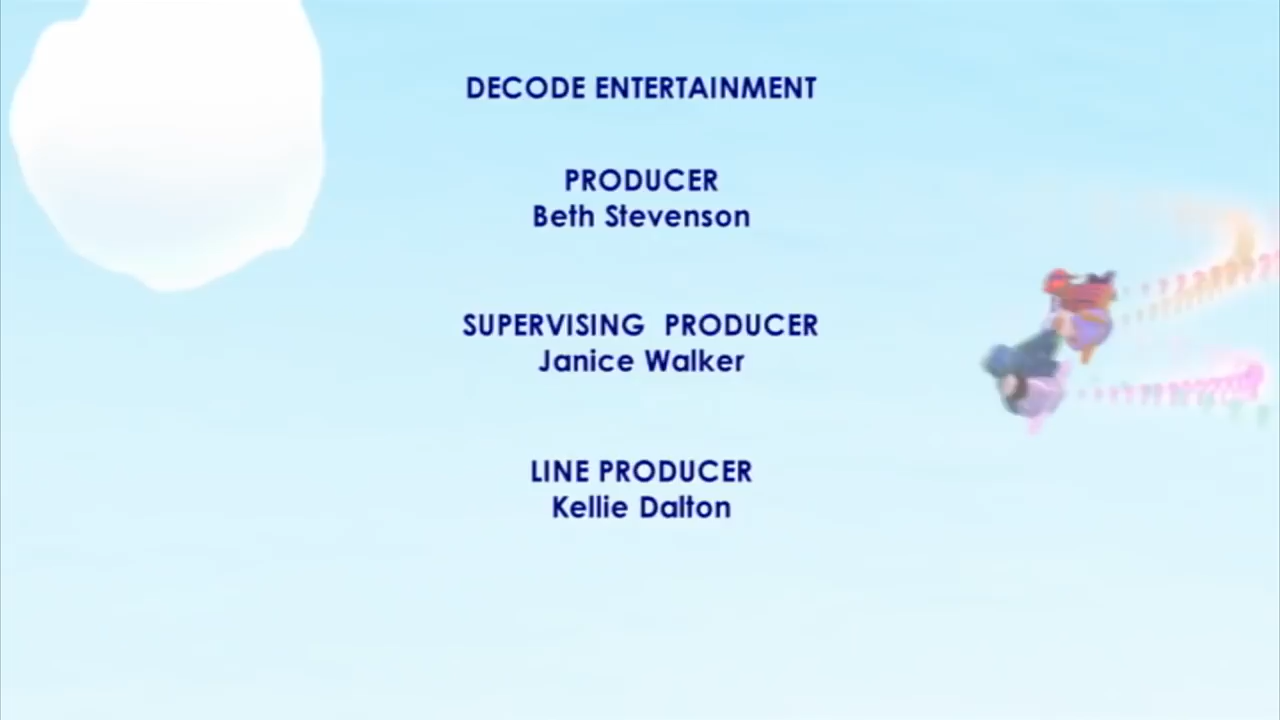 DECODE ENTERTAINMENT
PRODUCER
Beth Stevenson
SUPERVISING PRODUCER
Janice Walker
LINE PRODUCER
Kellie Dalton